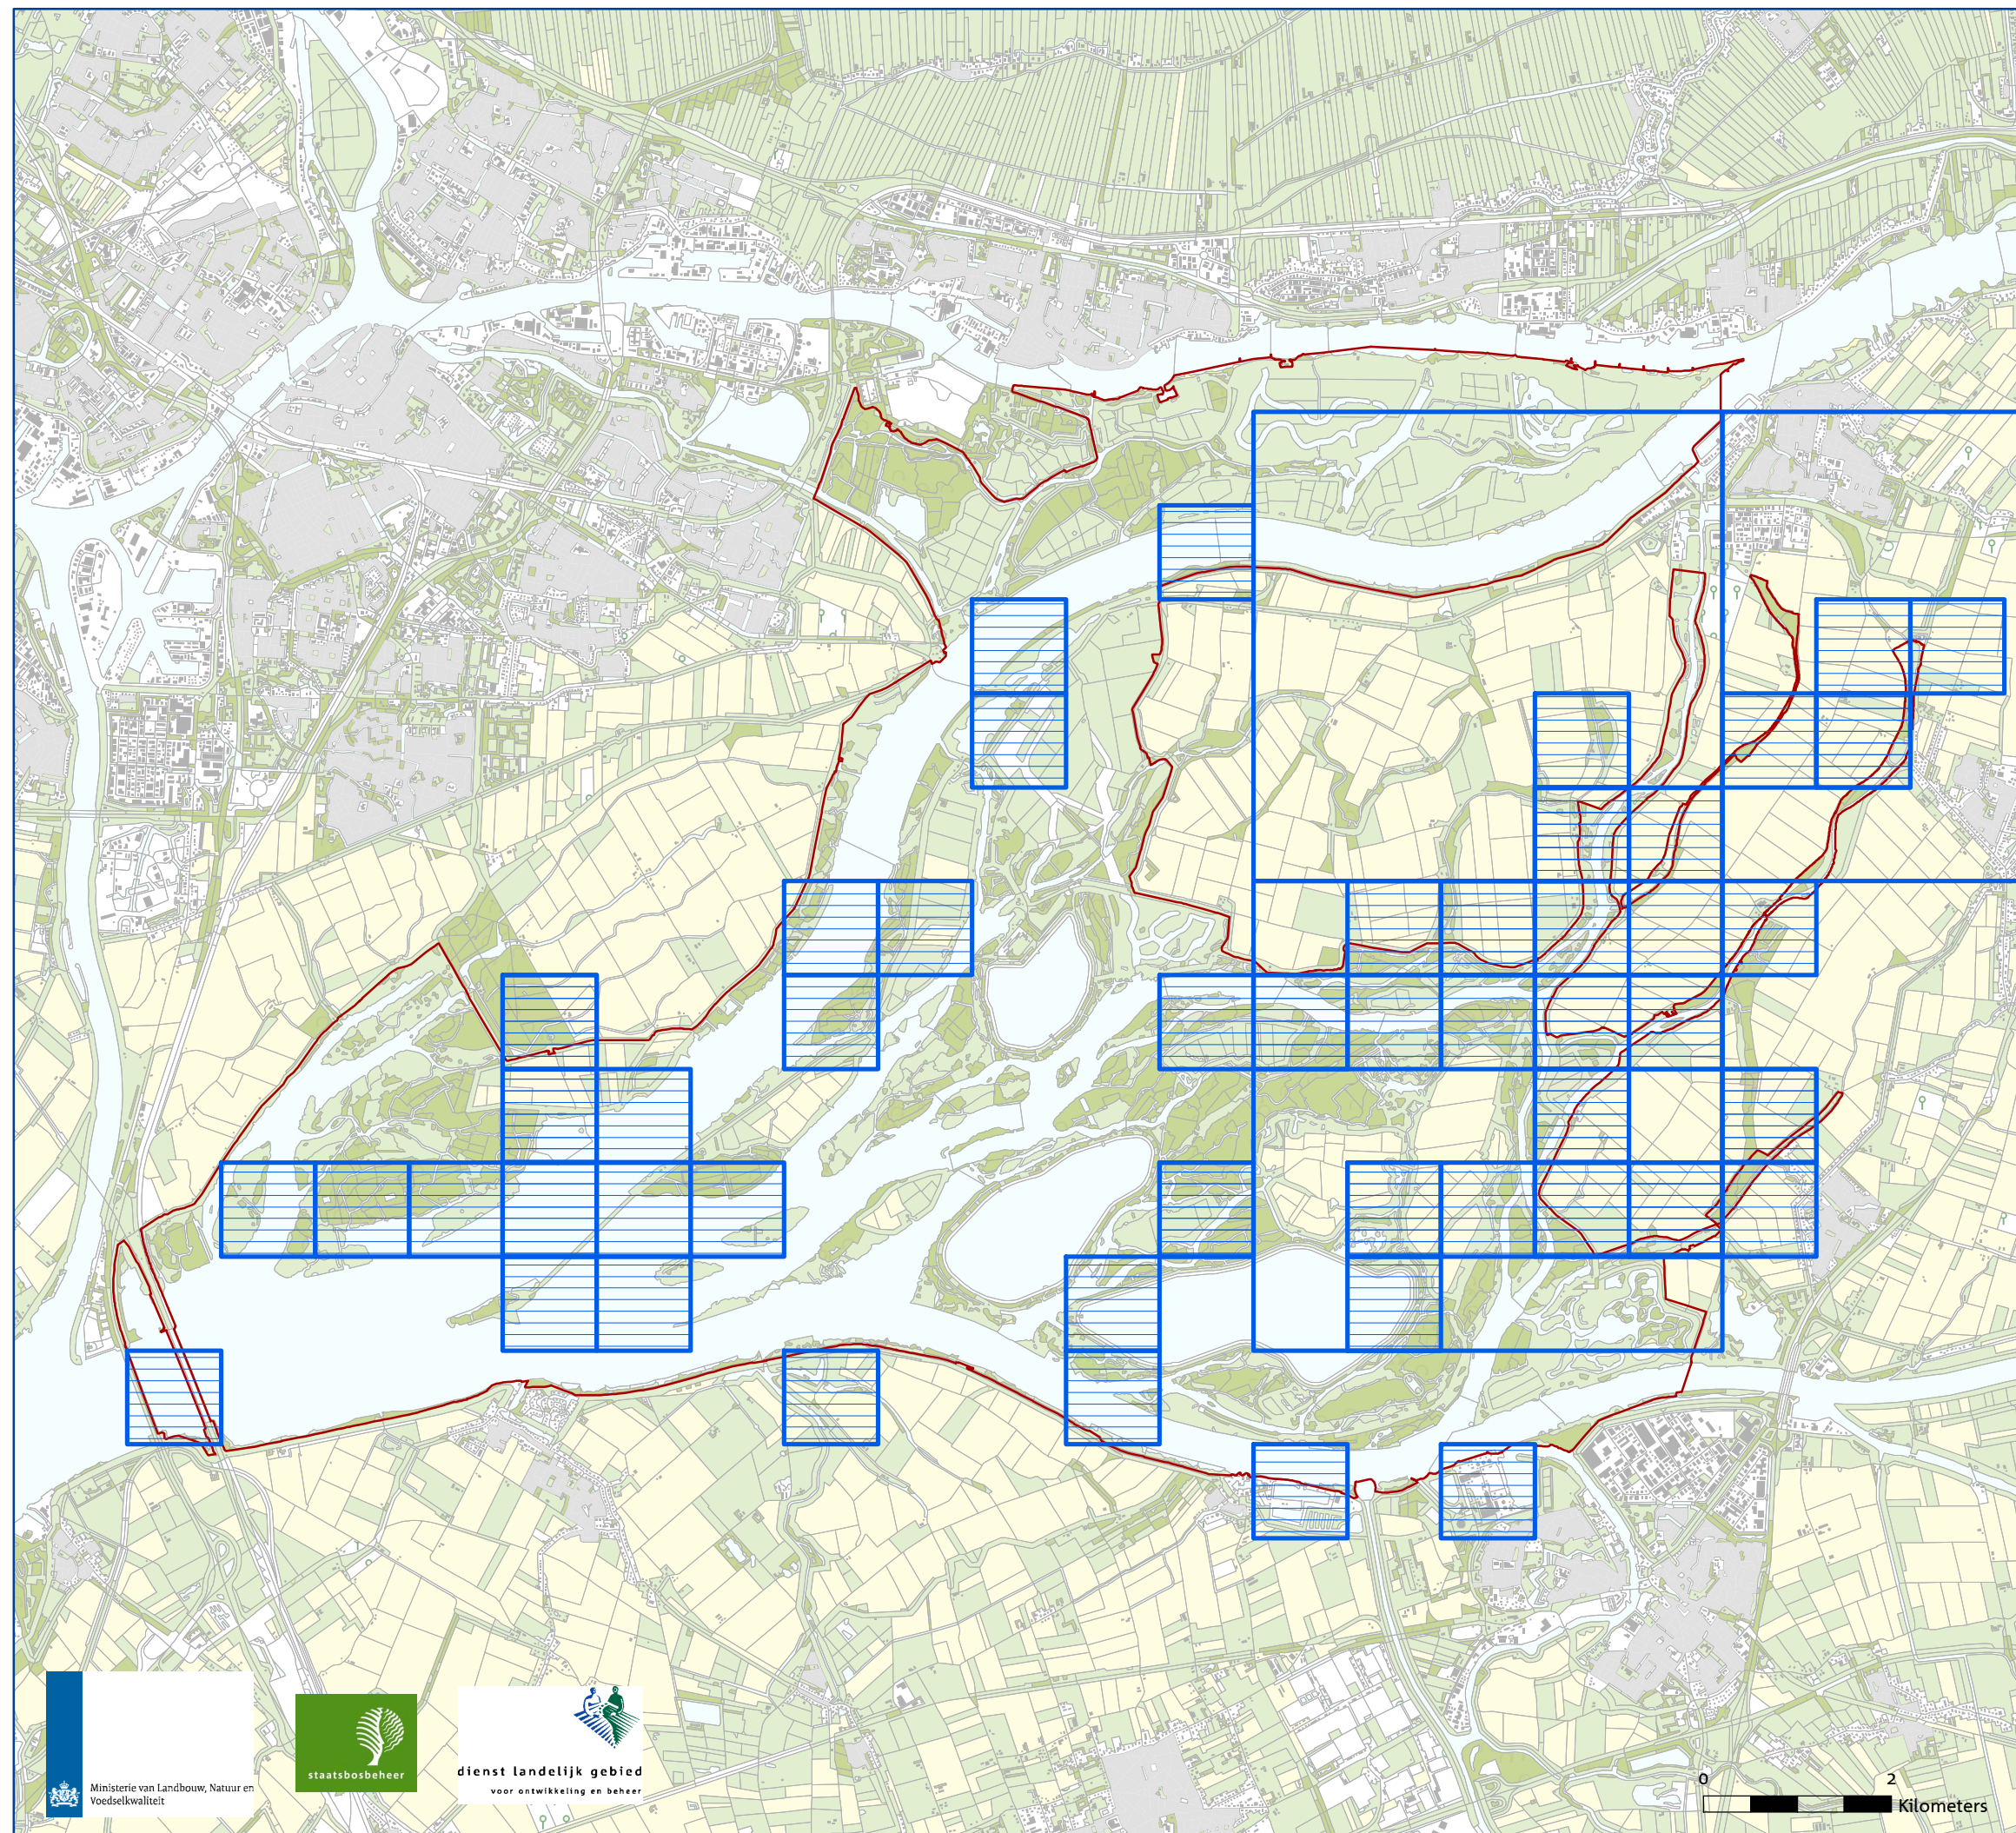 Ministerie van Landbouw, Natuur en
Voedselkwaliteit
staatsbosbeheer
dienst landelijk gebied
voor ontwikkeling en beheer
0 2
Kilometers